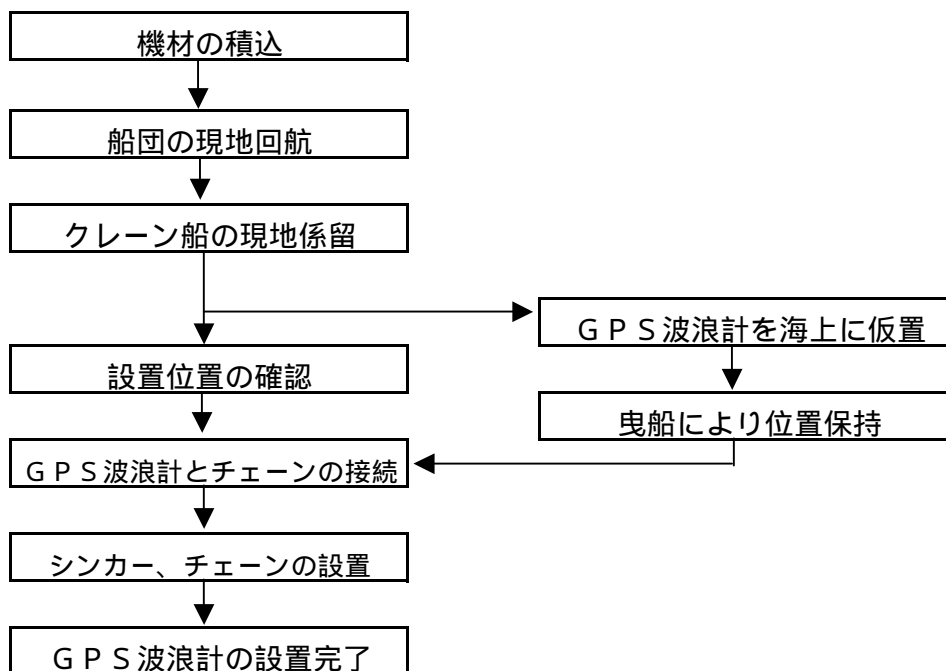 機材の積込
船団の現地回航
クレーン船の現地係留
ＧＰＳ波浪計を海上に仮置
設置位置の確認
曳船により位置保持
ＧＰＳ波浪計とチェーンの接続
シンカー、チェーンの設置
ＧＰＳ波浪計の設置完了